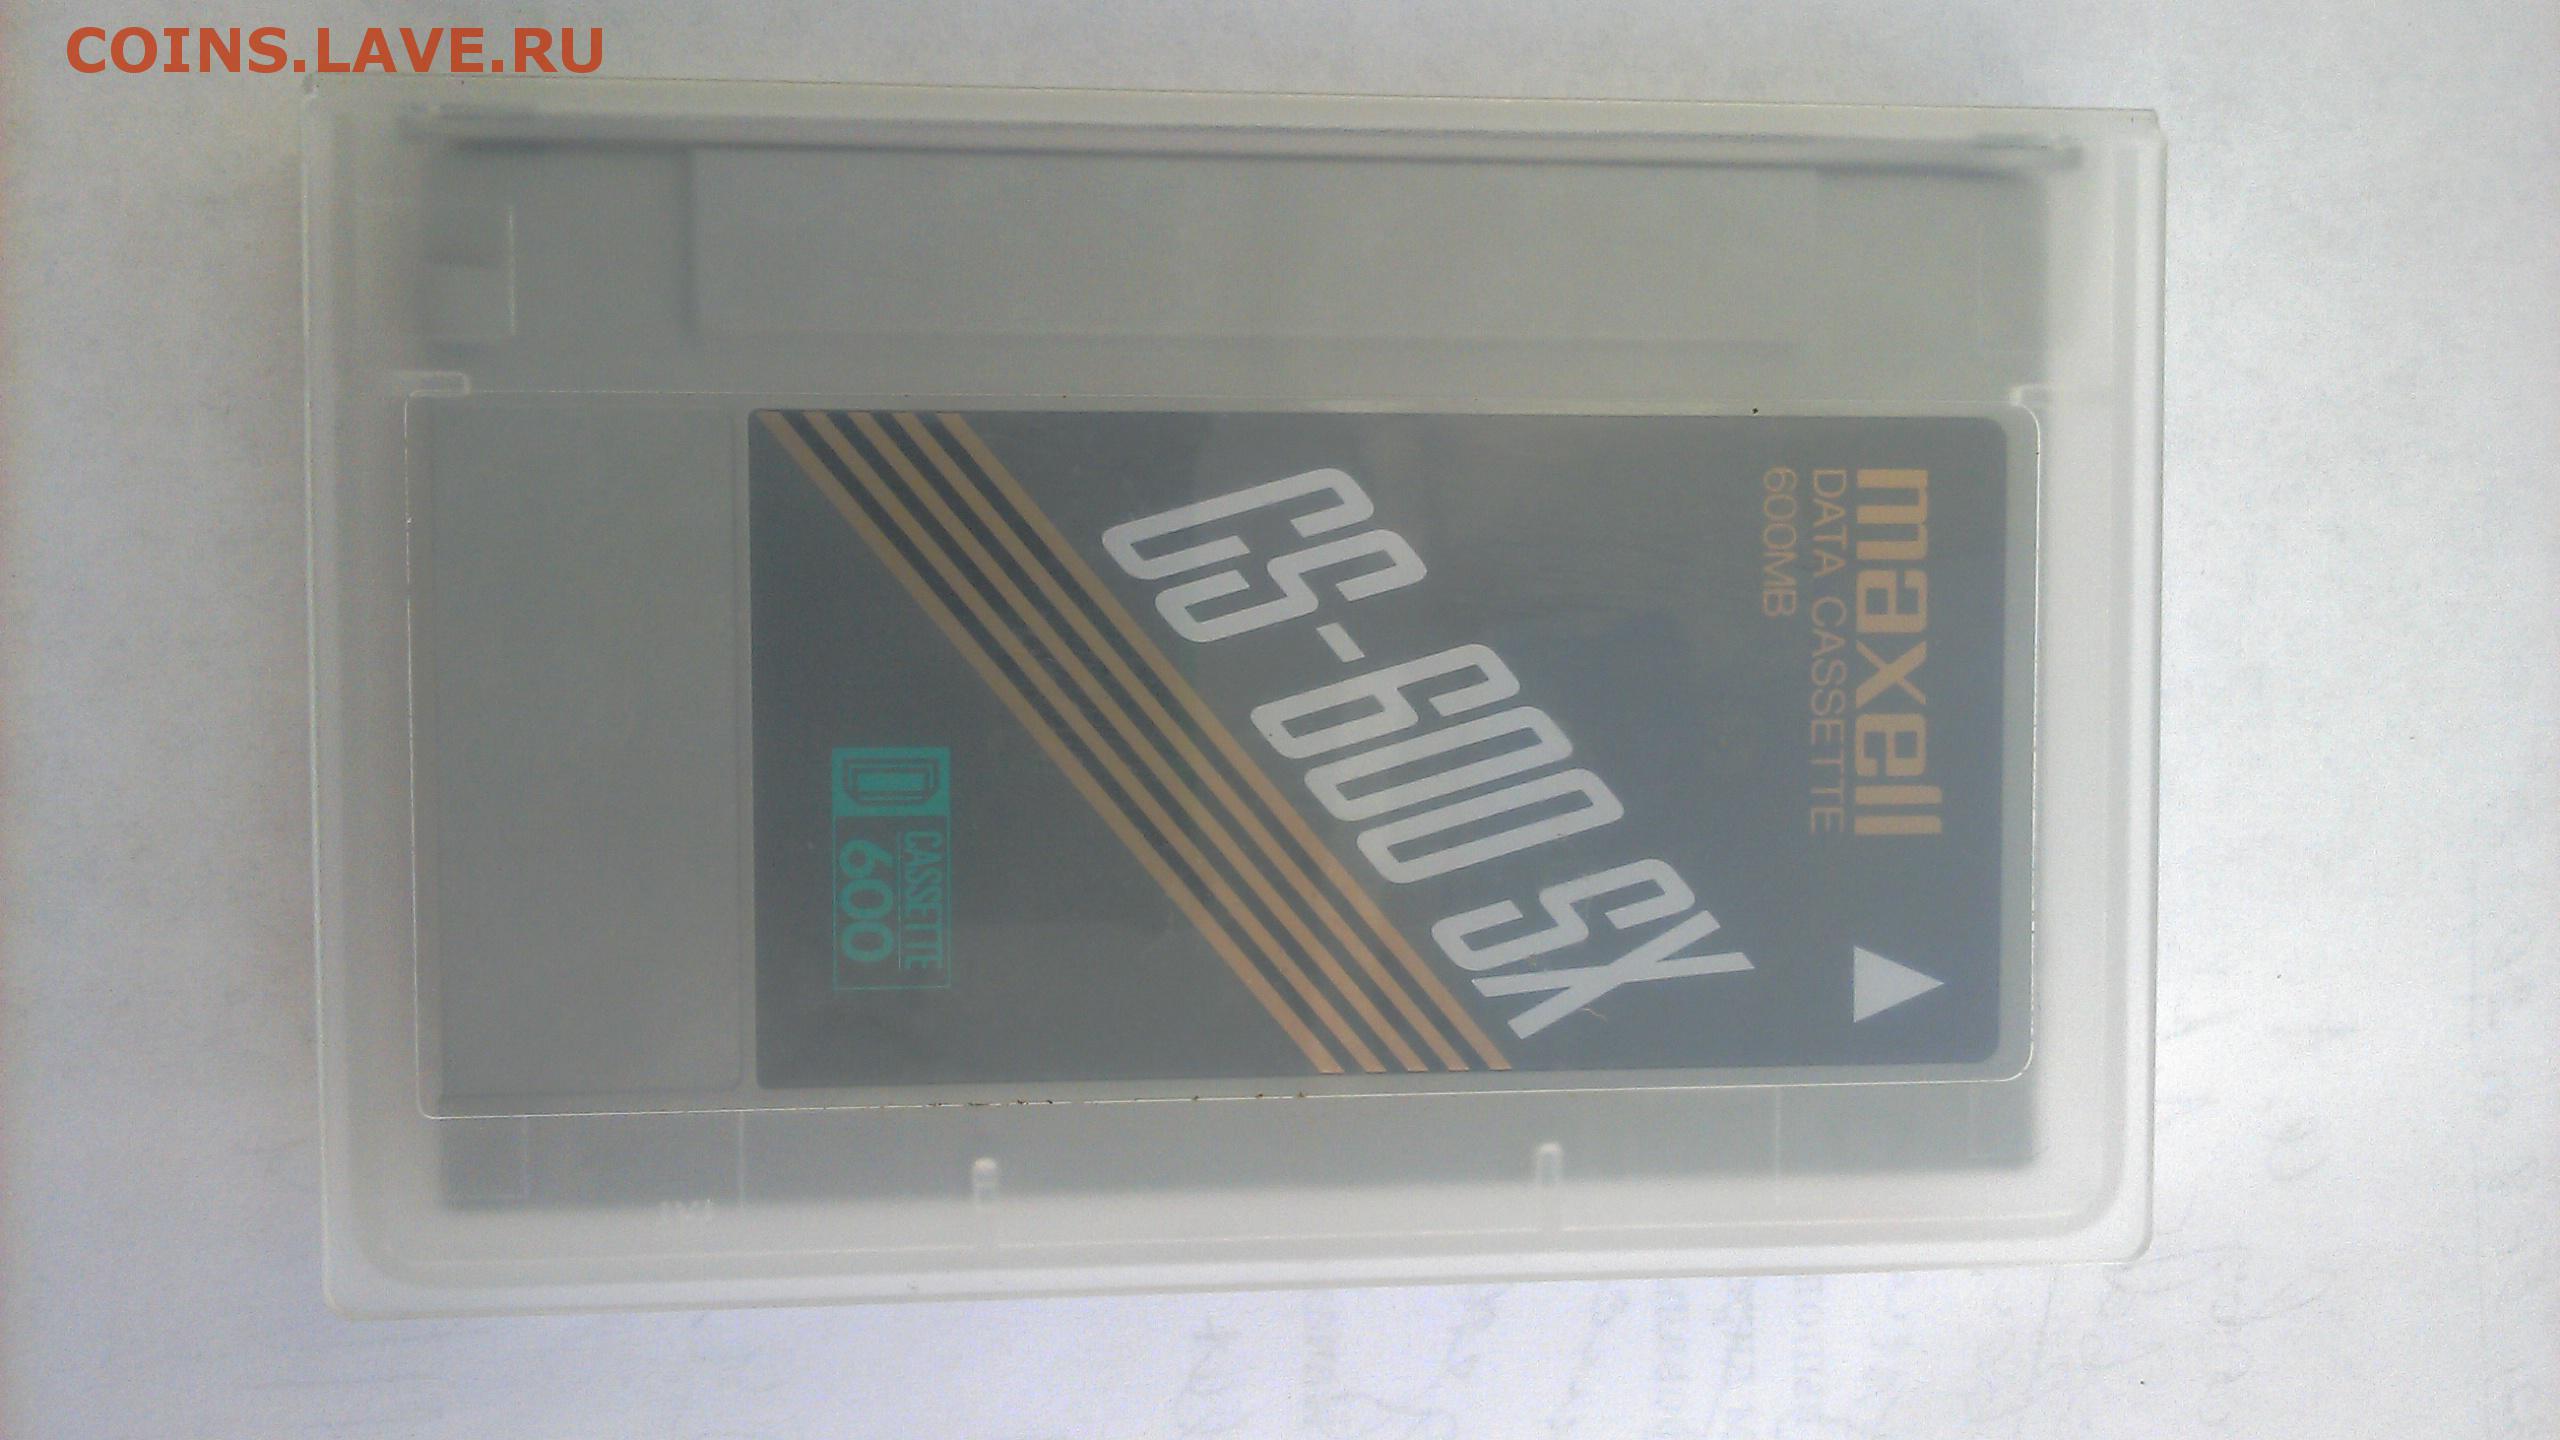 COINS.LAVE.RU
maxell
DATA CASSETTE
600MB
CS-600 SX
D CASSETTE
600